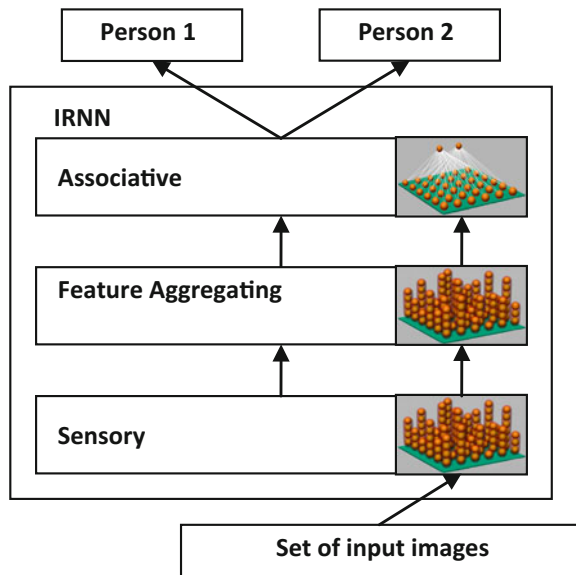 Person 1
Person 2
IRNN
Associative
Feature Aggregating
Sensory
Set of input images